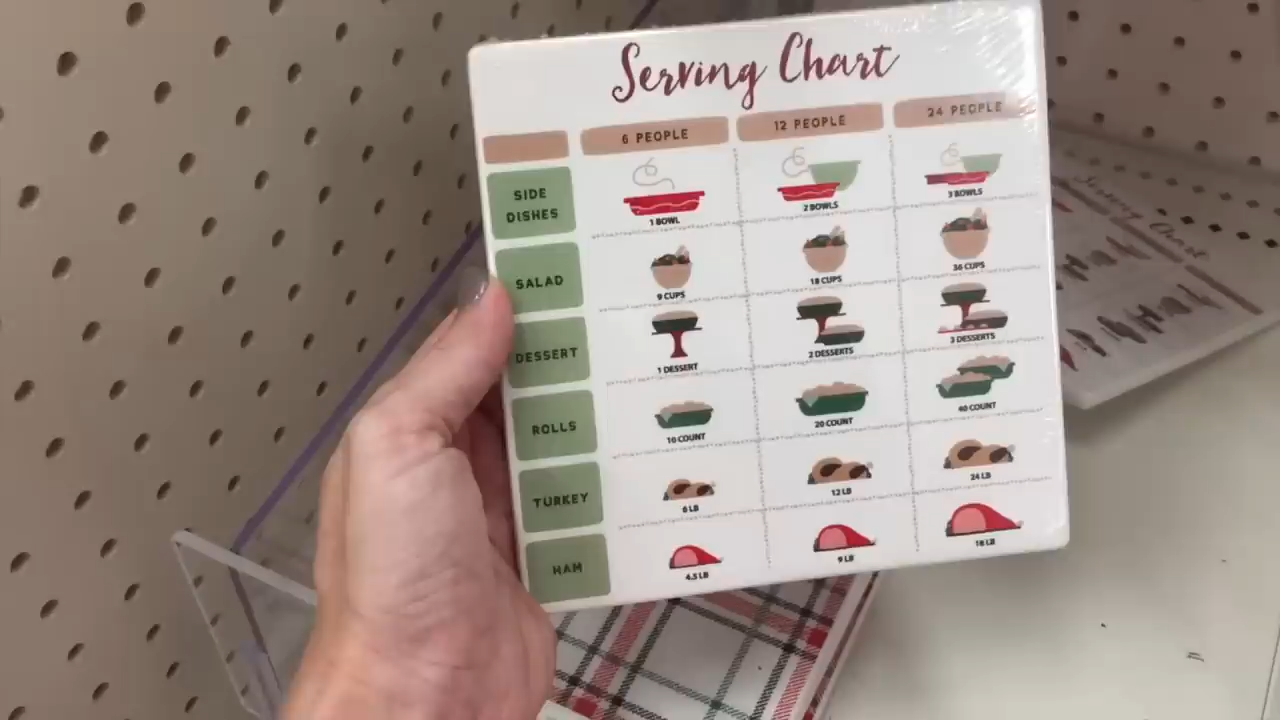 Serving Chart
6 PEOPLE 12 PEOPLE 24 PEOPLE
SIDE
DISHES
1 BOWL 2 BOWLS 3 BOWLS
SALAD
9 CUPS 18 CUPS 36 CUPS
DESSERT
1 DESSERT 2 DESSERTS 3 DESSERTS
ROLLS
10 COUNT 20 COUNT 40 COUNT
TURKEY
6 LB 12 LB 24 LB
HAM
4.5 LB 9 LB 18 LB
Serving Chart